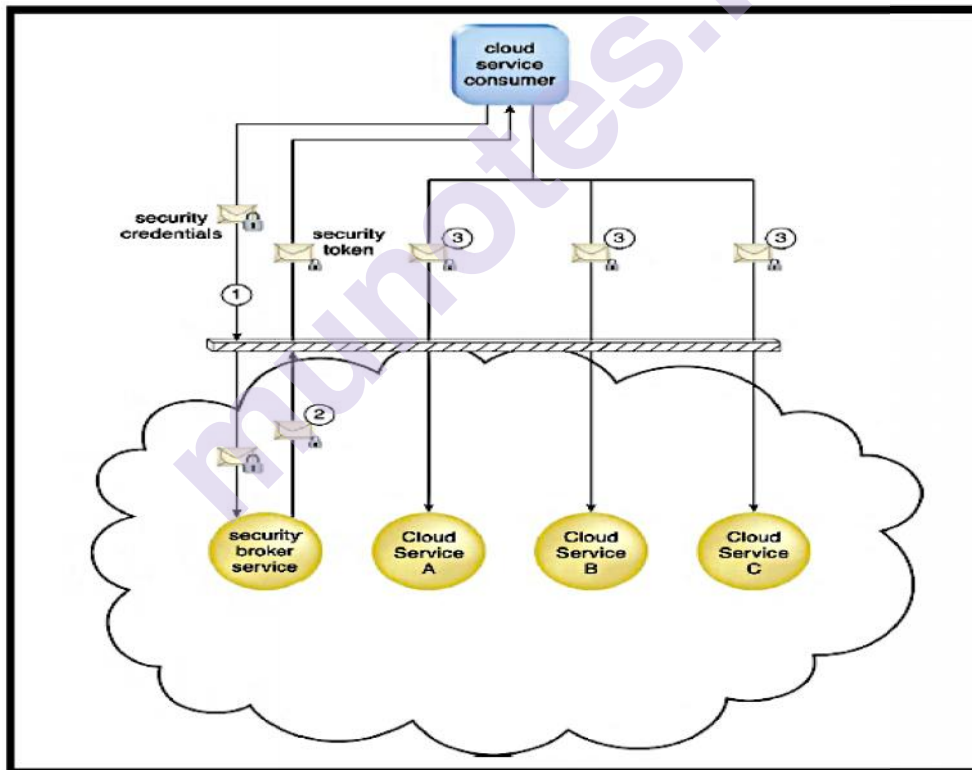 cloud
service
consumer
security
credentials
security
token
3
3
3
1
2
security
broker
service
Cloud
Service
A
Cloud
Service
B
Cloud
Service
C
munotes.